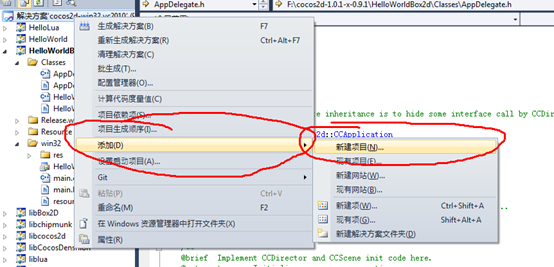 AppDelegate.h
F:\cocos2d-1.0.1-x-0.9.1\HelloWorldBox2d\Classes\AppDelegate.h
解决方案'cocos2d-win32.vc2010'
HelloLua
HelloWorld
HelloWorldB
Classes
AppD
AppD
Hello
Hello
Release.w
Resource
win32
res
main.
main.h
resou
libBox2D
libchipmunk
libcocos2d
libCocosDenshion
liblua
生成解决方案(B) F7
重新生成解决方案(R) Ctrl+Alt+F7
清理解决方案(C)
批生成(T)...
配置管理器(O)...
计算代码度量值(C)
项目依赖项(S)...
项目生成顺序(I)...
添加(D)
设置启动项目(A)...
Git
粘贴(P) Ctrl+V
重命名(M) F2
在 Windows 资源管理器中打开文件夹(X)
属性(R)
e inheritance is to hide some interface call by CCDir
2d::CCApplication
新建项目(N)...
现有项目(E)...
新建网站(W)...
现有网站(B)...
新建项(W)... Ctrl+Shift+A
现有项(G)... Shift+Alt+A
新建解决方案文件夹(D)
@brief Implement CCDirector and CCScene init code here.